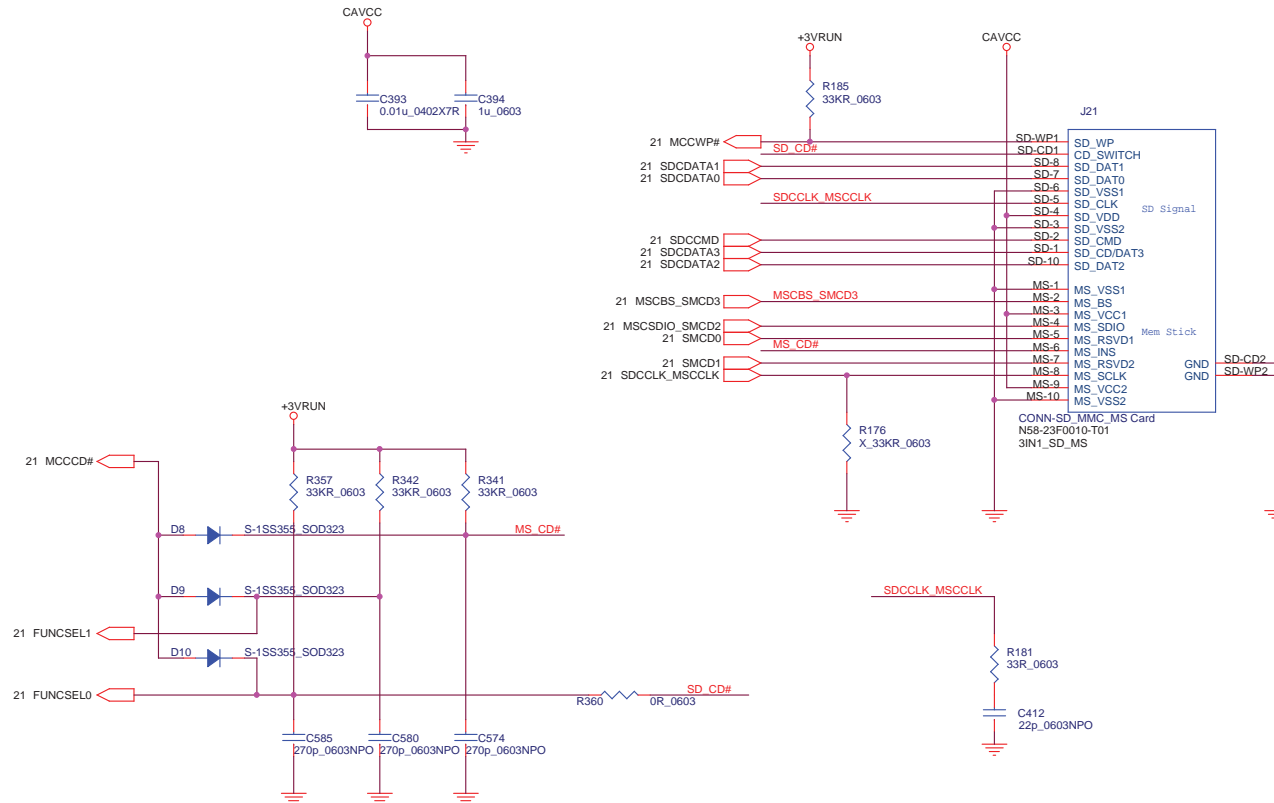 CAVCC
C393
0.01u_0402X7R
C394
1u_0603
+3VRUN
CAVCC
R185
33KR_0603
J21
21 MCCWP#
SD_CD#
21 SDCDATA1
21 SDCDATA0
SDCCLK_MSCCLK
21 SDCCMD
21 SDCDATA3
21 SDCDATA2
21 MSCBS_SMCD3
MSCBS_SMCD3
21 MSCSDIO_SMCD2
21 SMCD0
MS_CD#
21 SMCD1
21 SDCCLK_MSCCLK
SD-WP1
SD-CD1
SD-8
SD-7
SD-6
SD-5
SD-4
SD-3
SD-2
SD-1
SD-10
MS-1
MS-2
MS-3
MS-4
MS-5
MS-6
MS-7
MS-8
MS-9
MS-10
SD_WP
CD_SWITCH
SD_DAT1
SD_DAT0
SD_VSS1
SD_CLK
SD_VDD
SD_VSS2
SD_CMD
SD_CD/DAT3
SD_DAT2
MS_VSS1
MS_BS
MS_VCC1
MS_SDIO
MS_RSVD1
MS_INS
MS_RSVD2
MS_SCLK
MS_VCC2
MS_VSS2
SD Signal
Mem Stick
GND
GND
SD-CD2
SD-WP2
CONN-SD_MMC_MS Card
N58-23F0010-T01
3IN1_SD_MS
R176
X_33KR_0603
+3VRUN
21 MCCCD#
R357
33KR_0603
R342
33KR_0603
R341
33KR_0603
D8
S-1SS355_SOD323
MS_CD#
D9
S-1SS355_SOD323
21 FUNCSEL1
D10
S-1SS355_SOD323
21 FUNCSEL0
R360
0R_0603
SD_CD#
C585
270p_0603NPO
C580
270p_0603NPO
C574
270p_0603NPO
SDCCLK_MSCCLK
R181
33R_0603
C412
22p_0603NPO